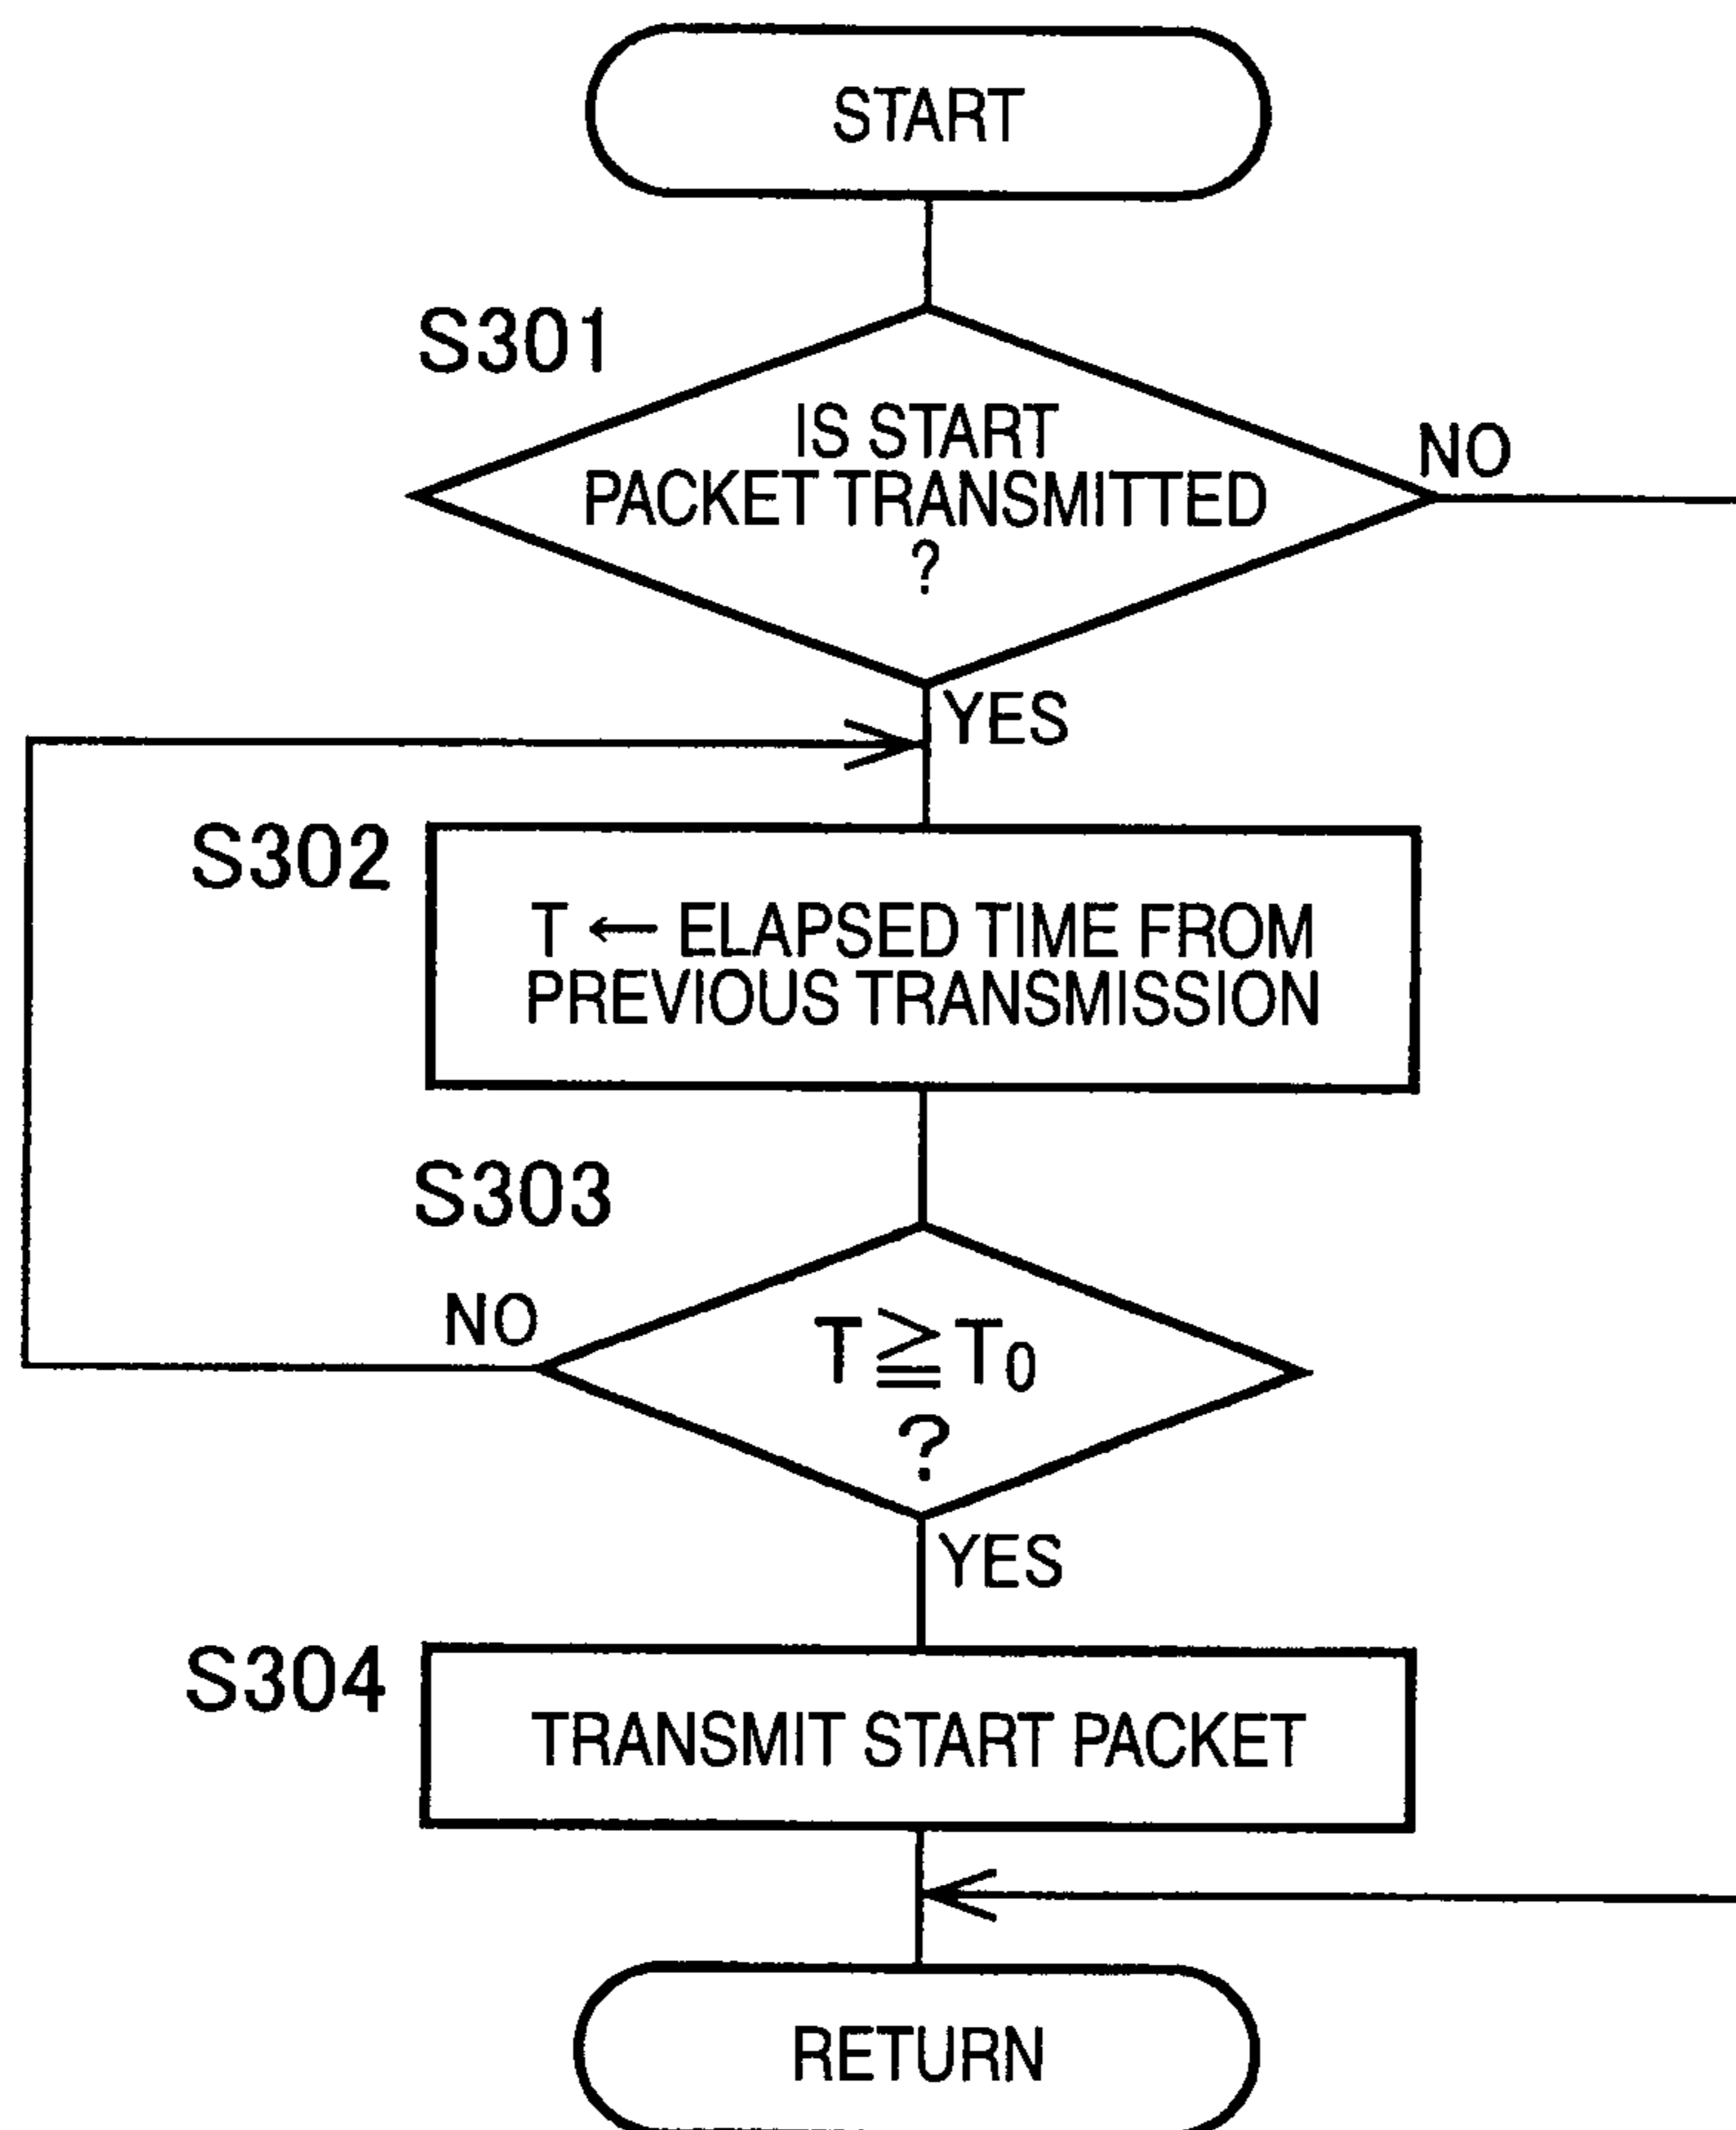 START
S301
IS START
PACKET TRANSMITTED
?
NO
YES
S302
T ← ELAPSED TIME FROM
PREVIOUS TRANSMISSION
S303
NO
T ≧ T₀
?
YES
S304
TRANSMIT START PACKET
RETURN